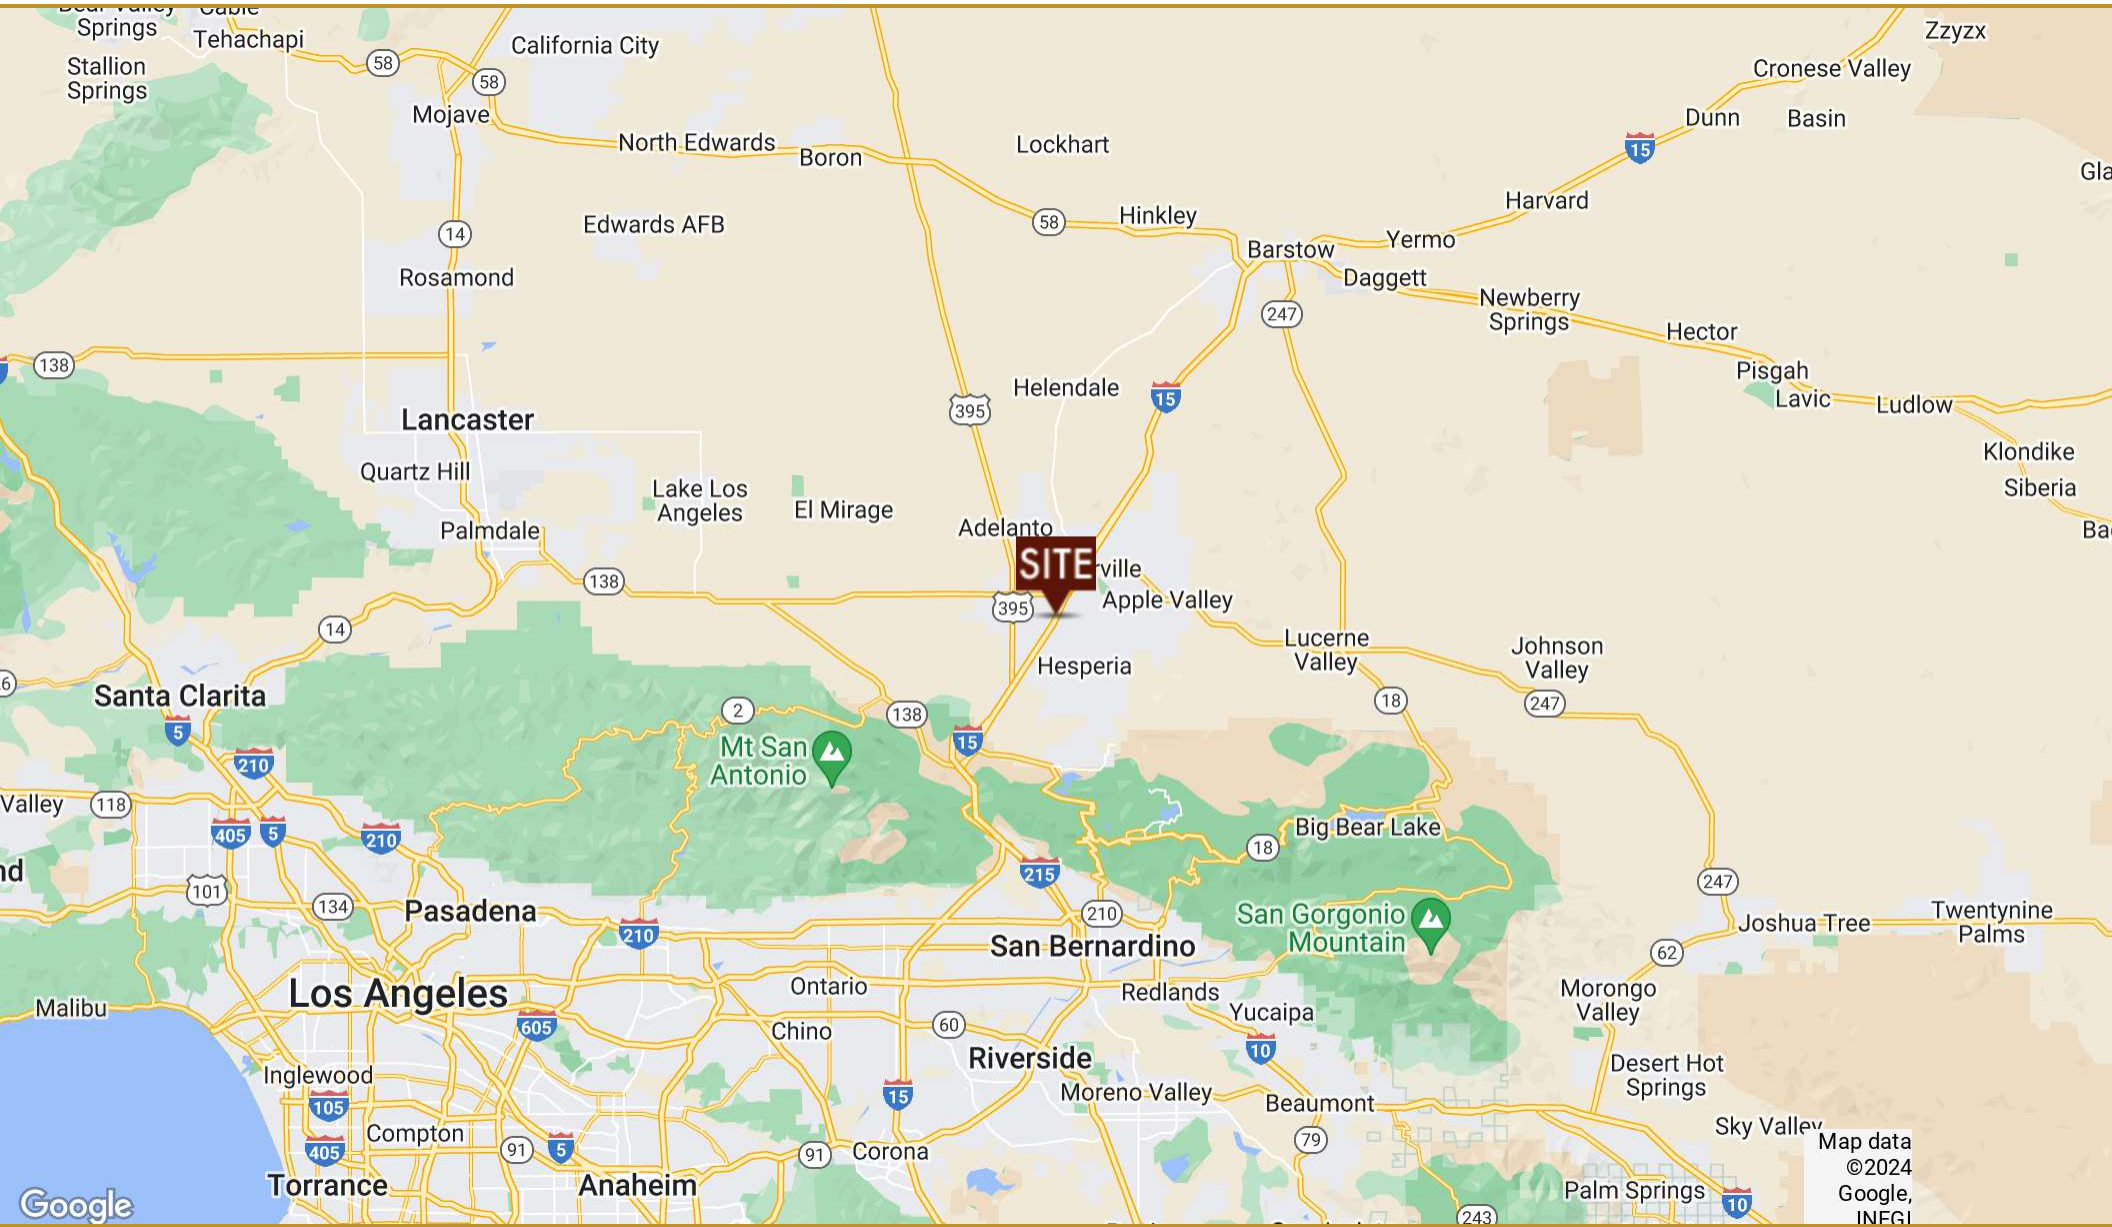 Springs
Tehachapi
California City
Zzyzx
Stallion
Springs
58
58
Cronese Valley
Mojave
Dunn
Basin
North Edwards
Boron
Lockhart
15
Harvard
14
Edwards AFB
58
Hinkley
Barstow
Yermo
Rosamond
Daggett
Newberry
Springs
247
Hector
138
Pisgah
Helendale
15
Lavic
Ludlow
395
Lancaster
Klondike
Siberia
Quartz Hill
Lake Los
Angeles
El Mirage
Palmdale
Adelanto
SITE
rville
138
395
Apple Valley
14
Lucerne
Valley
Johnson
Valley
Hesperia
Santa Clarita
5
2
138
18
247
15
210
Mt San
Antonio
Valley
118
405
5
210
Big Bear Lake
18
215
101
134
Pasadena
210
210
San Gorgonio
Mountain
247
Joshua Tree
Twentynine
Palms
San Bernardino
62
Los Angeles
Ontario
Redlands
Morongo
Valley
Malibu
605
Chino
60
Yucaipa
10
Riverside
Inglewood
Desert Hot
Springs
105
15
Moreno Valley
Beaumont
Compton
405
91
5
91
Corona
79
Sky Valley
Map data
©2024
Google,
INEGI
Torrance
Anaheim
Palm Springs
10
Google
243